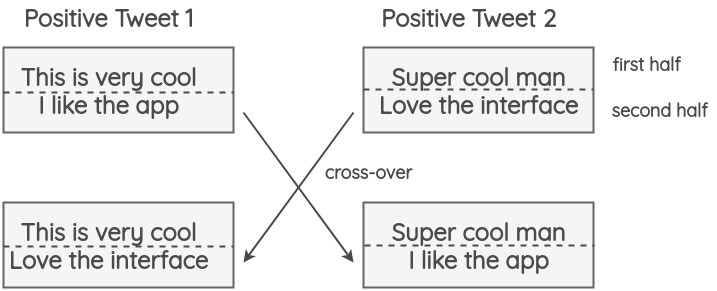 Positive Tweet 1
Positive Tweet 2
This is very cool
I like the app
Super cool man
Love the interface
first half
second half
cross-over
This is very cool
Love the interface
Super cool man
I like the app